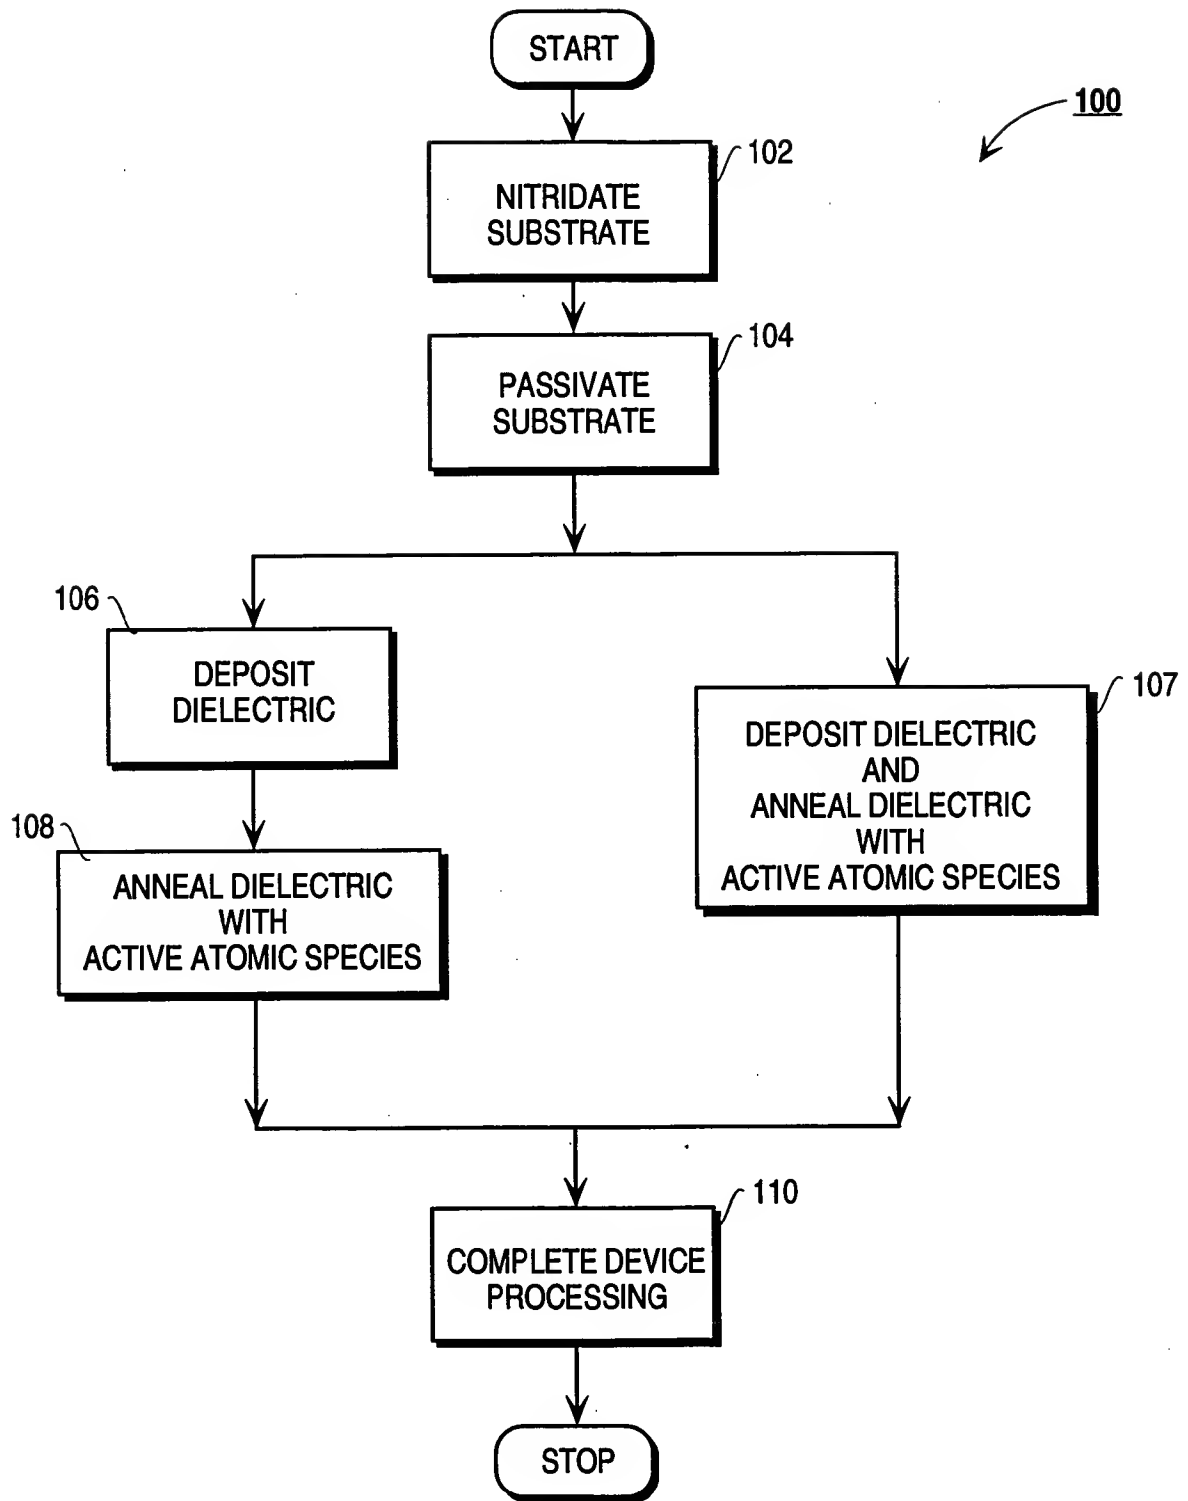 START
100
102
NITRIDATE
SUBSTRATE
104
PASSIVATE
SUBSTRATE
106
DEPOSIT
DIELECTRIC
107
DEPOSIT DIELECTRIC
AND
ANNEAL DIELECTRIC
WITH
ACTIVE ATOMIC SPECIES
108
ANNEAL DIELECTRIC
WITH
ACTIVE ATOMIC SPECIES
110
COMPLETE DEVICE
PROCESSING
STOP